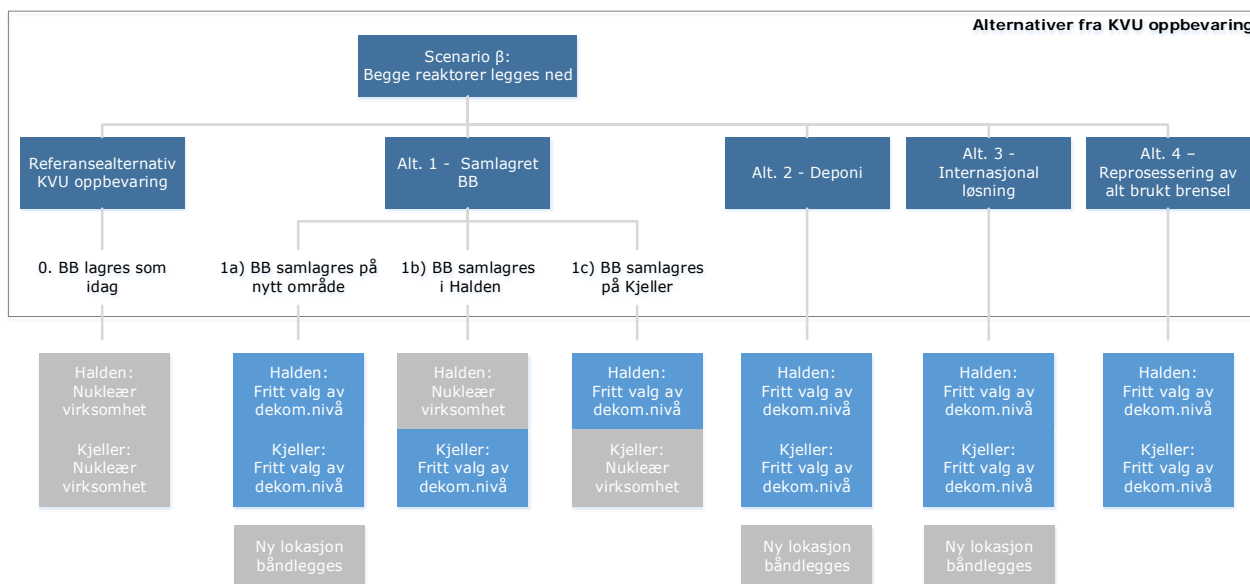 Alternativer fra KVU oppbevaring
Scenario β:
Begge reaktorer legges ned
Referansealternativ
KVU oppbevaring
Alt. 1 - Samlagret
BB
Alt. 2 - Deponi
Alt. 3 -
Internasjonal
løsning
Alt. 4 –
Reprosessering av
alt brukt brensel
0. BB lagres som
idag
1a) BB samlagres på
nytt område
1b) BB samlagres
i Halden
1c) BB samlagres
på Kjeller
Halden:
Nukleær
virksomhet
Kjeller:
Nukleær
virksomhet
Halden:
Fritt valg av
dekom.nivå
Kjeller:
Fritt valg av
dekom.nivå
Ny lokasjon
båndlegges
Halden:
Nukleær
virksomhet
Kjeller:
Fritt valg av
dekom.nivå
Halden:
Fritt valg av
dekom.nivå
Kjeller:
Nukleær
virksomhet
Halden:
Fritt valg av
dekom.nivå
Kjeller:
Fritt valg av
dekom.nivå
Ny lokasjon
båndlegges
Halden:
Fritt valg av
dekom.nivå
Kjeller:
Fritt valg av
dekom.nivå
Ny lokasjon
båndlegges
Halden:
Fritt valg av
dekom.nivå
Kjeller:
Fritt valg av
dekom.nivå